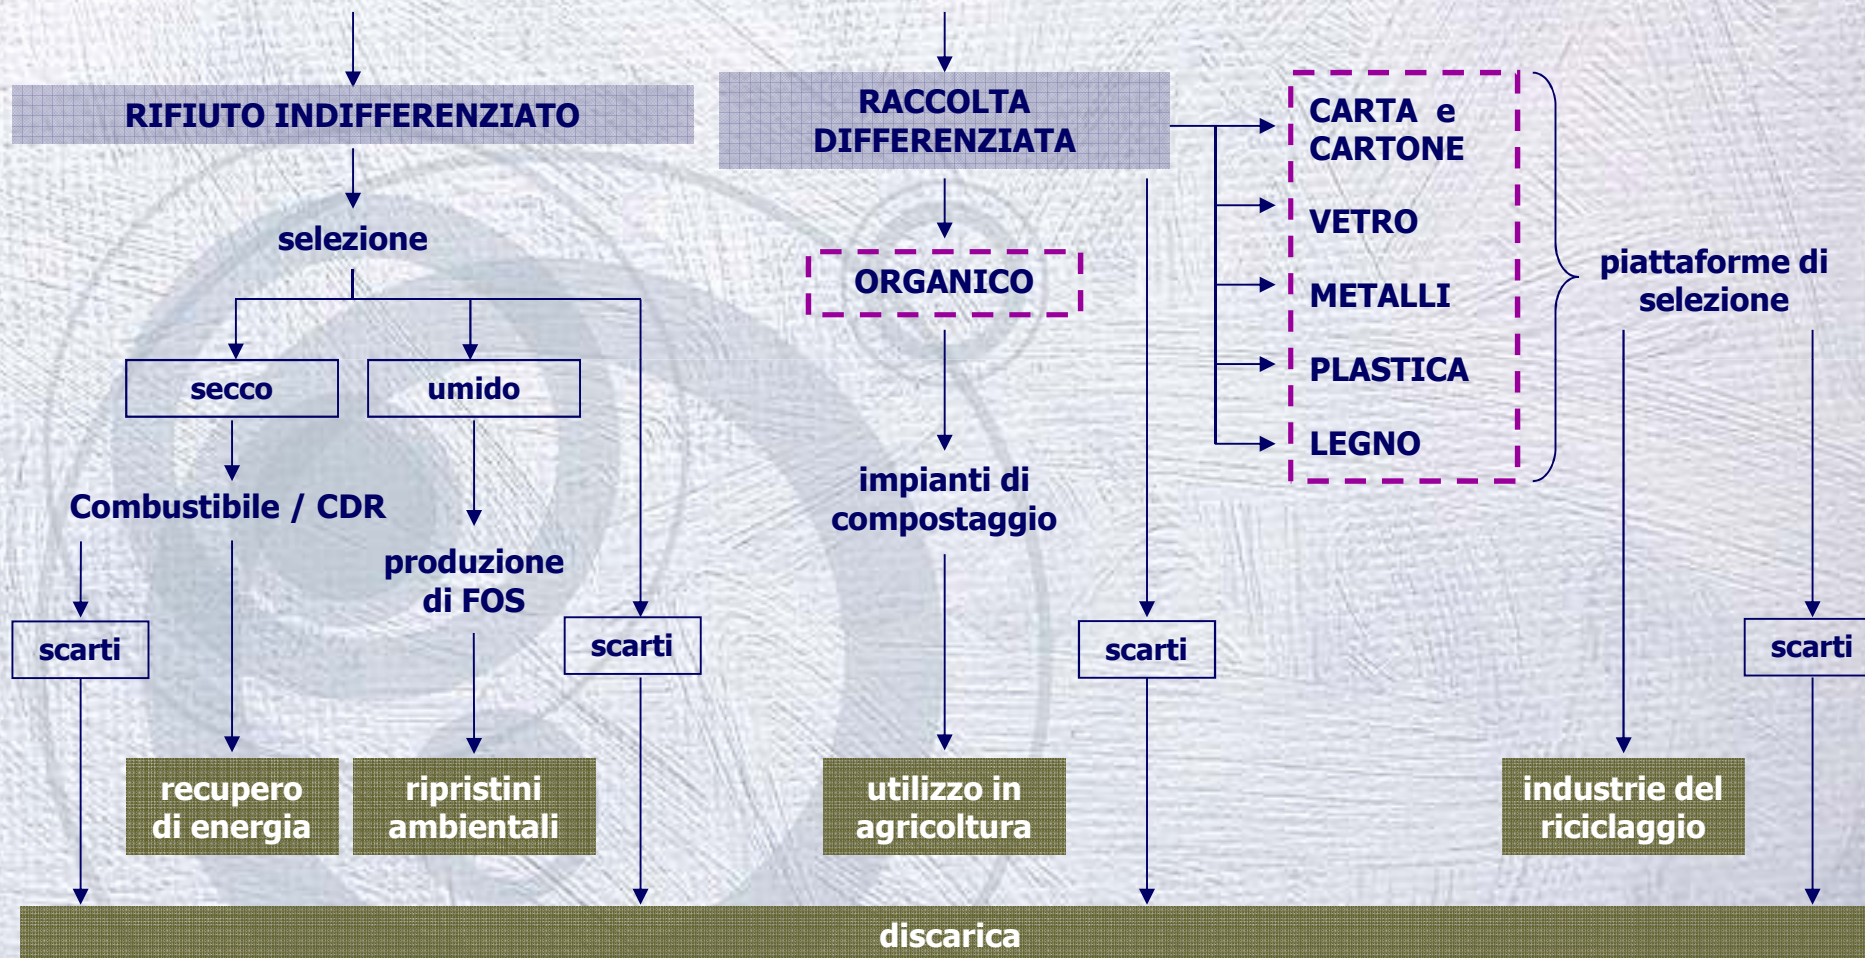 RIFIUTO INDIFFERENZIATO
RACCOLTA
DIFFERENZIATA
CARTA e
CARTONE
VETRO
METALLI
PLASTICA
LEGNO
piattaforme di
selezione
selezione
ORGANICO
secco
umido
Combustibile / CDR
impianti di
compostaggio
produzione
di FOS
scarti
scarti
scarti
scarti
recupero
di energia
ripristini
ambientali
utilizzo in
agricoltura
industrie del
riciclaggio
discarica